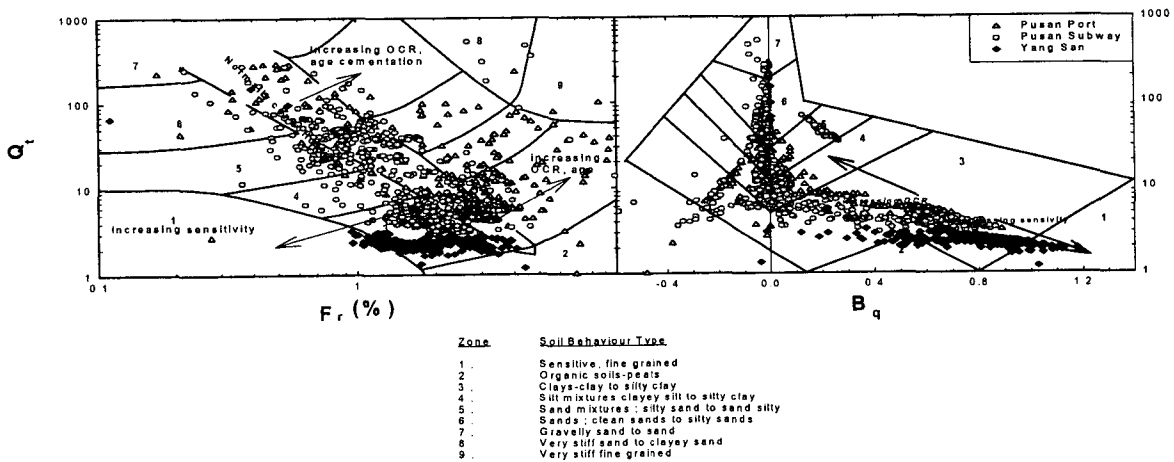 1000
100
10
1
Q t
0 1
1
F r (%)
7
8
9
8
5
4
1
2
Increasing OCR,
age cementation
increasing
OCR, age
Increasing sensitivity
7
6
4
3
1
2
1000
100
10
1
-0.4
0.0
0.4
0.8
1.2
B q
Pusan Port
Pusan Subway
Yang San
Zone Soil Behaviour Type
1 . Sensitive, fine grained
2 . Organic soils-peats
3 . Clays-clay to silty clay
4 . Silt mixtures clayey silt to silty clay
5 . Sand mixtures ; silty sand to sand silty
6 . Sands ; clean sands to silty sands
7 . Gravelly sand to sand
8 . Very stiff sand to clayey sand
9 . Very stiff fine grained